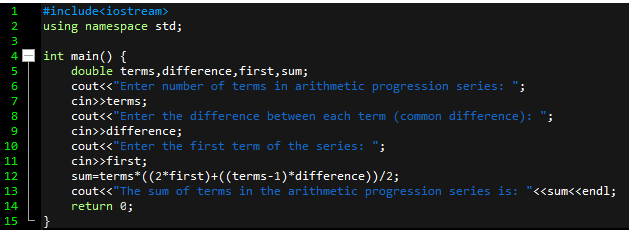 1 #include<iostream>
2 using namespace std;
3
4 int main() {
5 double terms,difference,first,sum;
6 cout<<"Enter number of terms in arithmetic progression series: ";
7 cin>>terms;
8 cout<<"Enter the difference between each term (common difference): ";
9 cin>>difference;
10 cout<<"Enter the first term of the series: ";
11 cin>>first;
12 sum=terms*((2*first)+((terms-1)*difference))/2;
13 cout<<"The sum of terms in the arithmetic progression series is: "<<sum<<endl;
14 return 0;
15 }